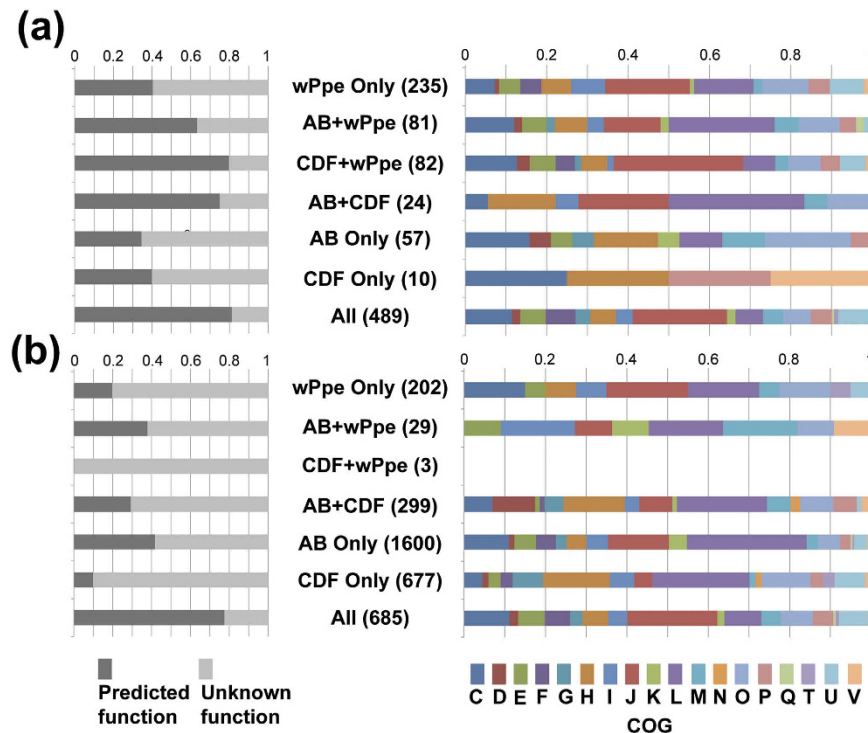 (a)
0 0.2 0.4 0.6 0.8 1
0 0.2 0.4 0.6 0.8
wPpe Only (235)
AB+wPpe (81)
CDF+wPpe (82)
AB+CDF (24)
AB Only (57)
CDF Only (10)
All (489)
(b)
0 0.2 0.4 0.6 0.8 1
0 0.2 0.4 0.6 0.8
wPpe Only (202)
AB+wPpe (29)
CDF+wPpe (3)
AB+CDF (299)
AB Only (1600)
CDF Only (677)
All (685)
Predicted function
Unknown function
C D E F G H I J K L M N O P Q T U V
COG